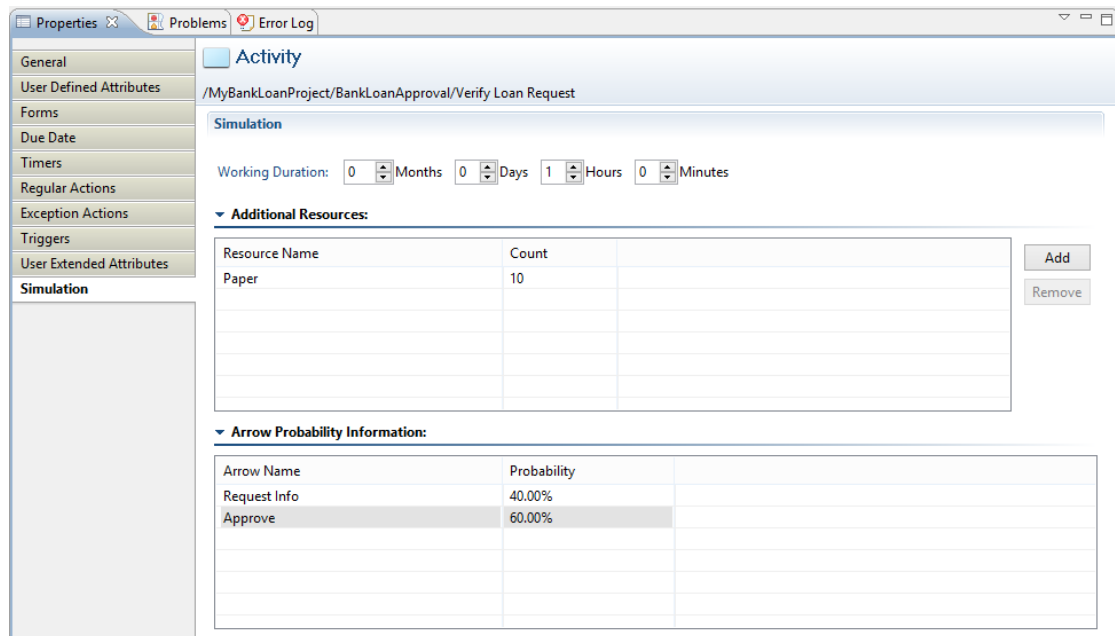 Properties Problems Error Log
General
User Defined Attributes
Forms
Due Date
Timers
Regular Actions
Exception Actions
Triggers
User Extended Attributes
Simulation
Activity
/MyBankLoanProject/BankLoanApproval/Verify Loan Request
Simulation
Working Duration: 0 Months 0 Days 1 Hours 0 Minutes
Additional Resources:
Resource Name Count
Paper 10
Add
Remove
Arrow Probability Information:
Arrow Name Probability
Request Info 40.00%
Approve 60.00%